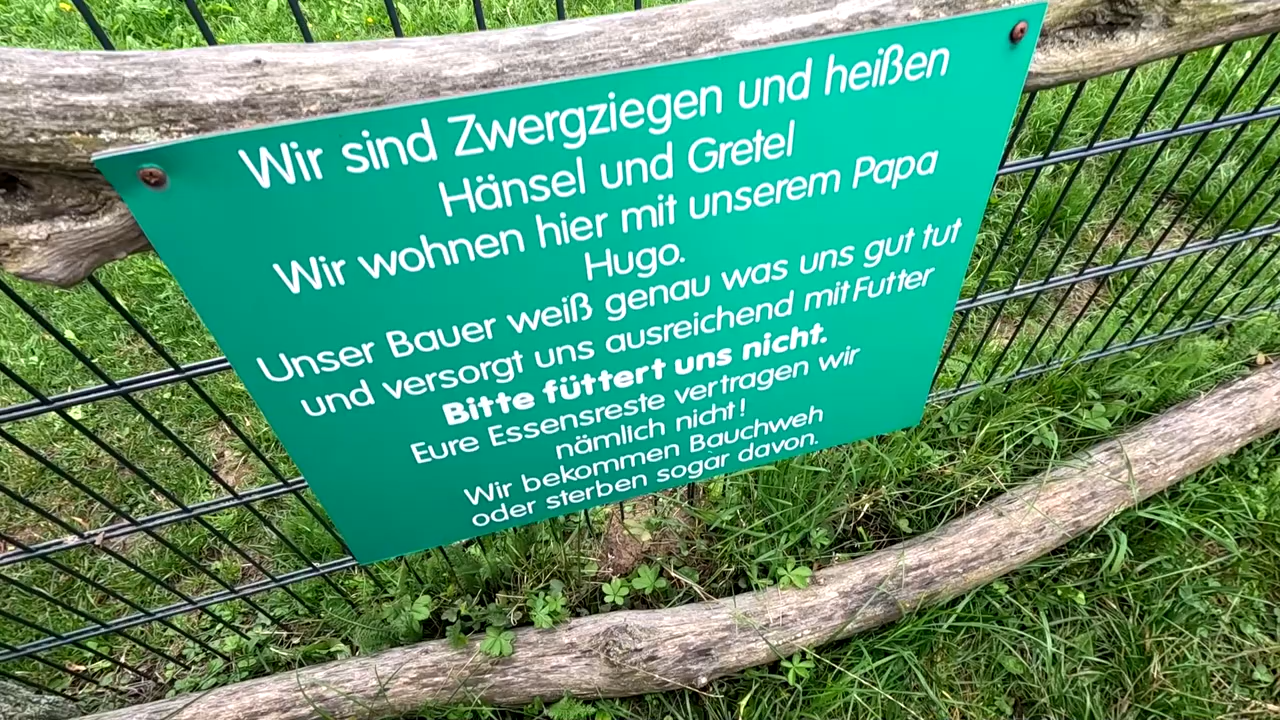 Wir sind Zwergziegen und heißen
Hänsel und Gretel
Wir wohnen hier mit unserem Papa
Hugo.
Unser Bauer weiß genau was uns gut tut
und versorgt uns ausreichend mit Futter
Bitte füttert uns nicht.
Eure Essensreste vertragen wir
nämlich nicht!
Wir bekommen Bauchweh
oder sterben sogar davon.